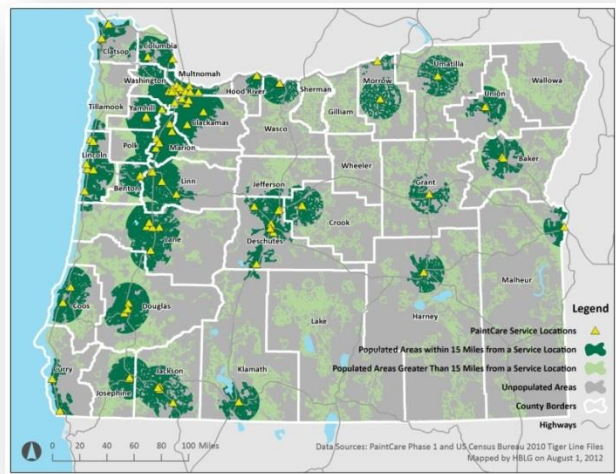 Clatsop
Columbia
Washington
Multnomah
Hood River
Sherman
Morrow
Umatilla
Union
Wallowa
Tillamook
Yamhill
Clackamas
Wasco
Gilliam
Polk
Marion
Lincoln
Benton
Linn
Jefferson
Wheeler
Grant
Baker
Crook
Lane
Deschutes
Malheur
Coos
Douglas
Lake
Harney
Curry
Josephine
Jackson
Klamath
Legend
PaintCare Service Locations
Populated Areas within 15 Miles from a Service Location
Populated Areas Greater Than 15 Miles from a Service Location
Unpopulated Areas
County Borders
Highways
0 20 40 60 80 100 Miles
Data Sources: PaintCare Phase 1 and US Census Bureau 2010 Tiger Line Files
Mapped by HBLG on August 1, 2012